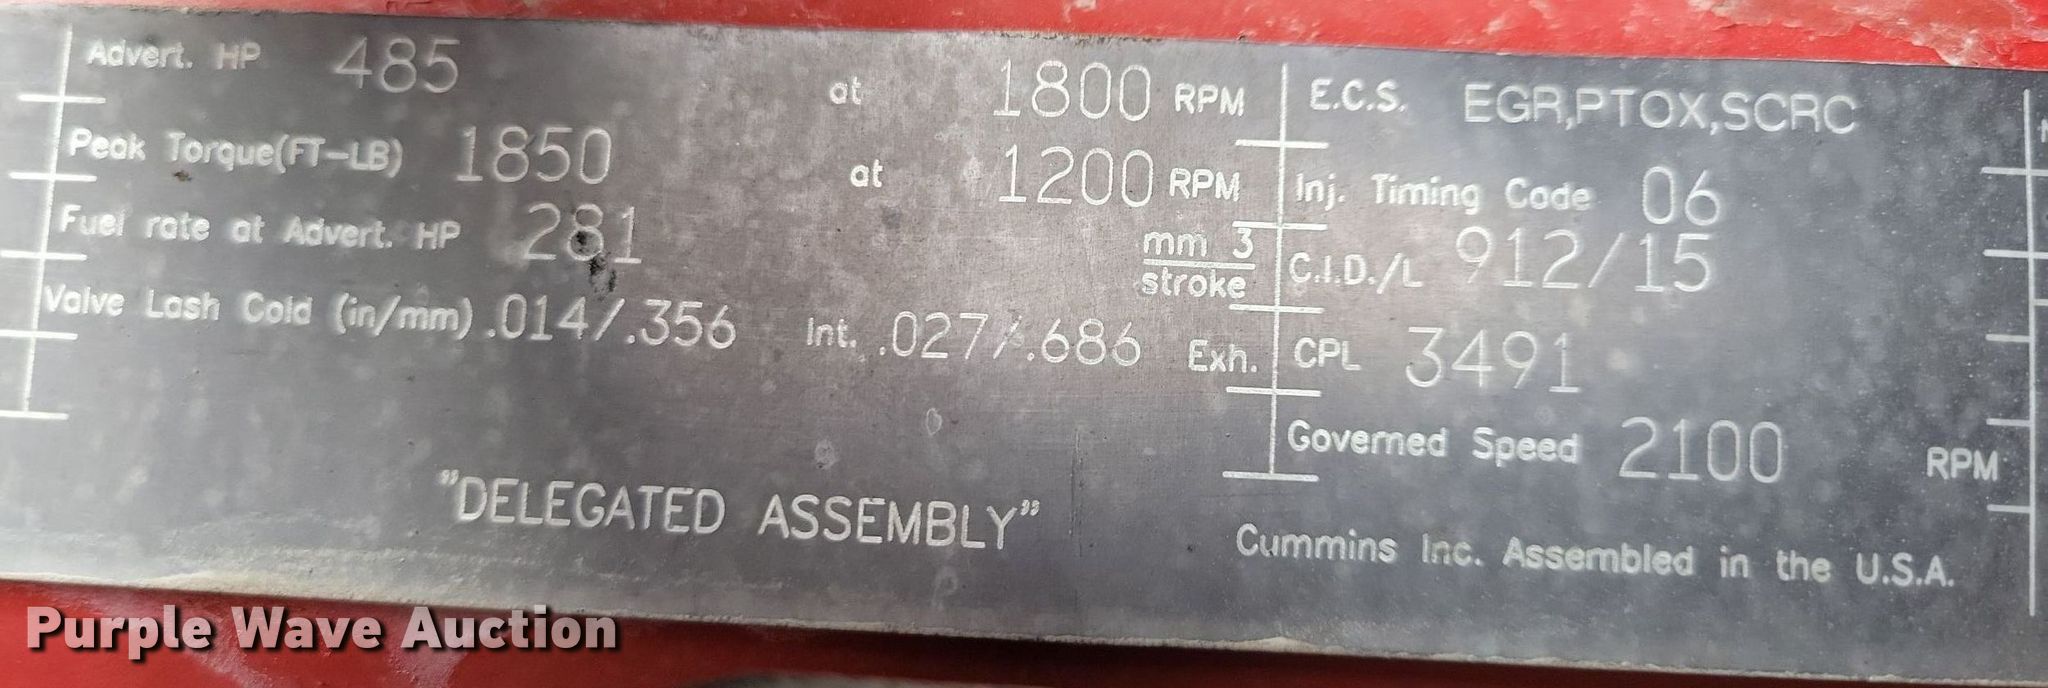 Advert. HP 485 at 1800 RPM
Peak Torque(FT-LB) 1850 at 1200 RPM
Fuel rate at Advert. HP 281 mm 3
stroke
Valve Lash Cold (in/mm) .014/.356 Int. .027/.686 Exh.
"DELEGATED ASSEMBLY"
E.C.S. EGR,PTOX,SCRC
Inj. Timing Code 06
C.I.D./L 912/15
CPL 3491
Governed Speed 2100 RPM
Cummins Inc. Assembled in the U.S.A.
Purple Wave Auction